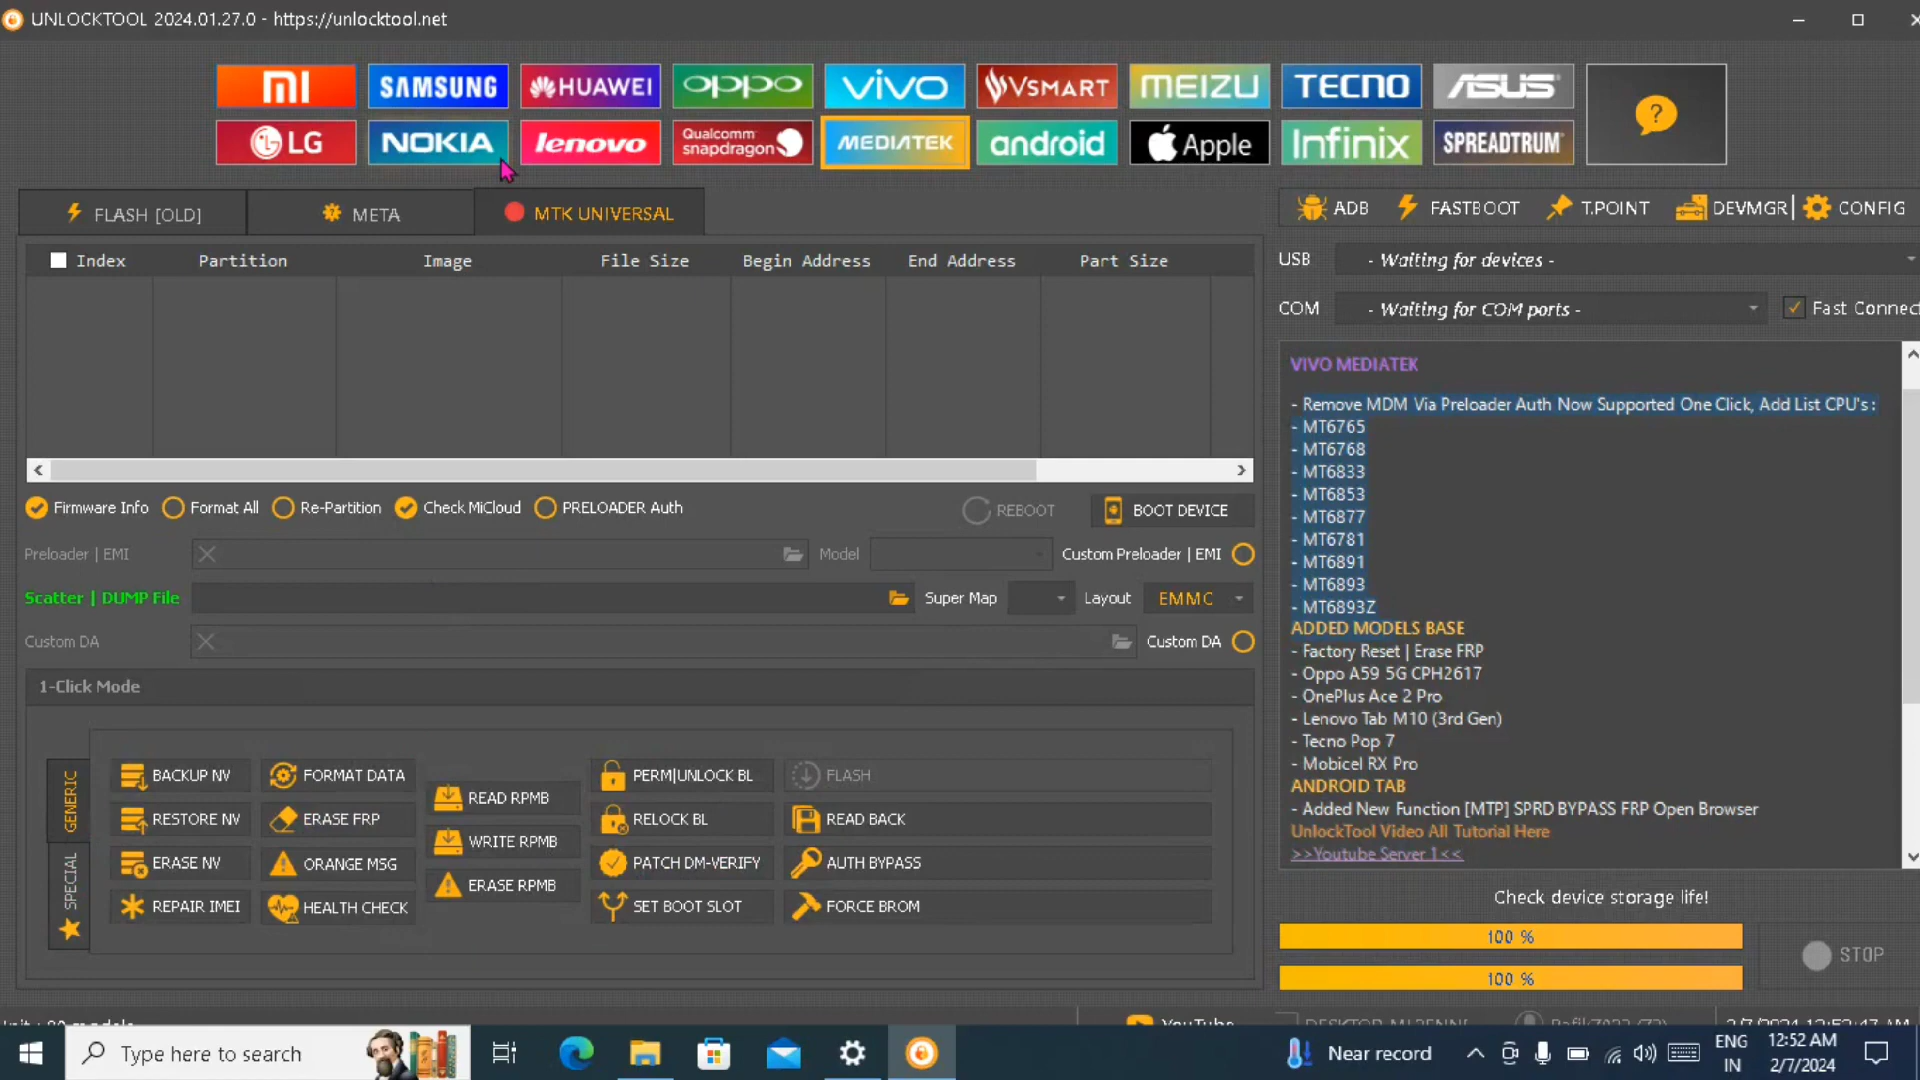 UNLOCKTOOL 2024.01.27.0 - https://unlocktool.net
MI SAMSUNG HUAWEI oppo vivo VSMART MEIZU TECNO ASUS ?
LG NOKIA lenovo Qualcomm snapdragon MEDIATEK android Apple Infinix SPREADTRUM
FLASH [OLD] META MTK UNIVERSAL
ADB FASTBOOT T.POINT DEVMGR CONFIG
Index Partition Image File Size Begin Address End Address Part Size
USB - Waiting for devices -
COM - Waiting for COM ports - Fast Connect
VIVO MEDIATEK
- Remove MDM Via Preloader Auth Now Supported One Click, Add List CPU's :
- MT6765
- MT6768
- MT6833
- MT6853
- MT6877
- MT6781
- MT6891
- MT6893
- MT6893Z
ADDED MODELS BASE
- Factory Reset | Erase FRP
- Oppo A59 5G CPH2617
- OnePlus Ace 2 Pro
- Lenovo Tab M10 (3rd Gen)
- Tecno Pop 7
- Mobicel RX Pro
ANDROID TAB
- Added New Function [MTP] SPRD BYPASS FRP Open Browser
UnlockTool Video All Tutorial Here
>>Youtube Server 1<<
Firmware Info Format All Re-Partition Check MiCloud PRELOADER Auth REBOOT BOOT DEVICE
Preloader | EMI Model Custom Preloader | EMI
Scatter | DUMP File Super Map Layout EMMC
Custom DA Custom DA
1-Click Mode
GENERIC
SPECIAL
BACKUP NV FORMAT DATA READ RPMB PERM|UNLOCK BL FLASH
RESTORE NV ERASE FRP WRITE RPMB RELOCK BL READ BACK
ERASE NV ORANGE MSG ERASE RPMB PATCH DM-VERIFY AUTH BYPASS
REPAIR IMEI HEALTH CHECK SET BOOT SLOT FORCE BROM
Check device storage life!
100 %
100 %
STOP
YouTube
Type here to search
Near record
ENG
IN
12:52 AM
2/7/2024